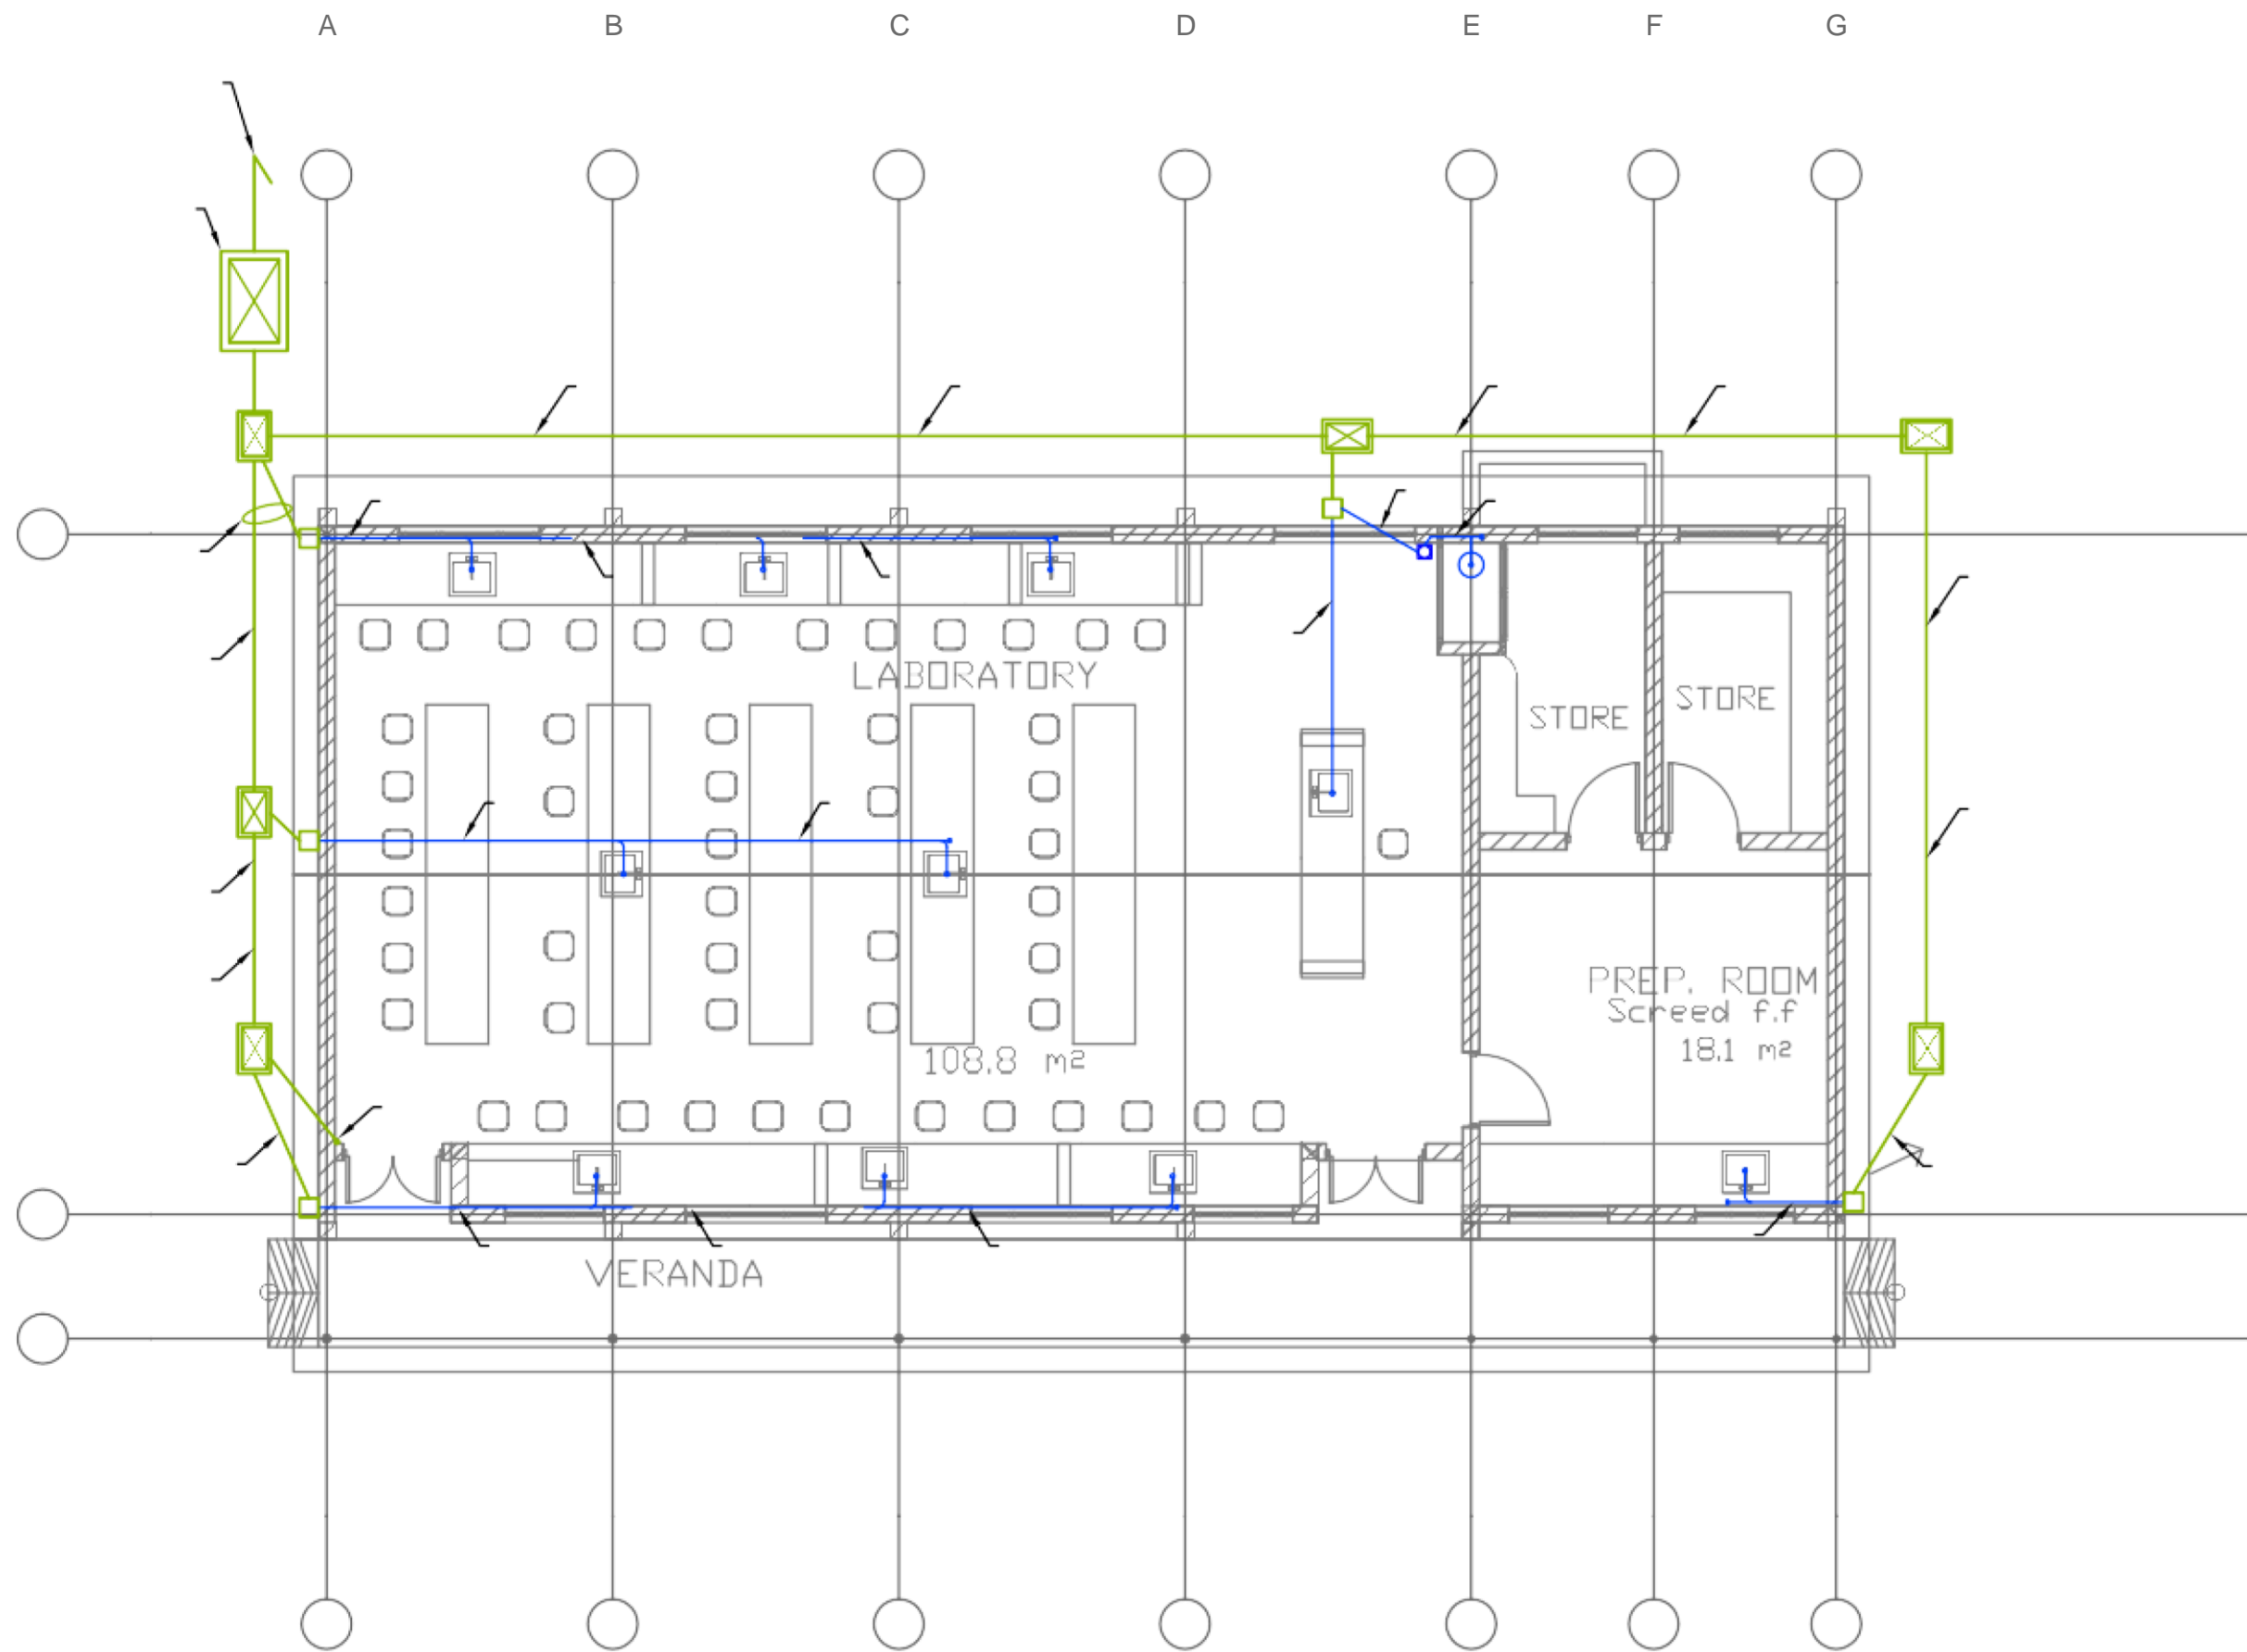 A B C D E F G
LABORATORY
STORE
STORE
PREP. ROOM
Screed f.f
18.1 m2
108.8 m2
VERANDA